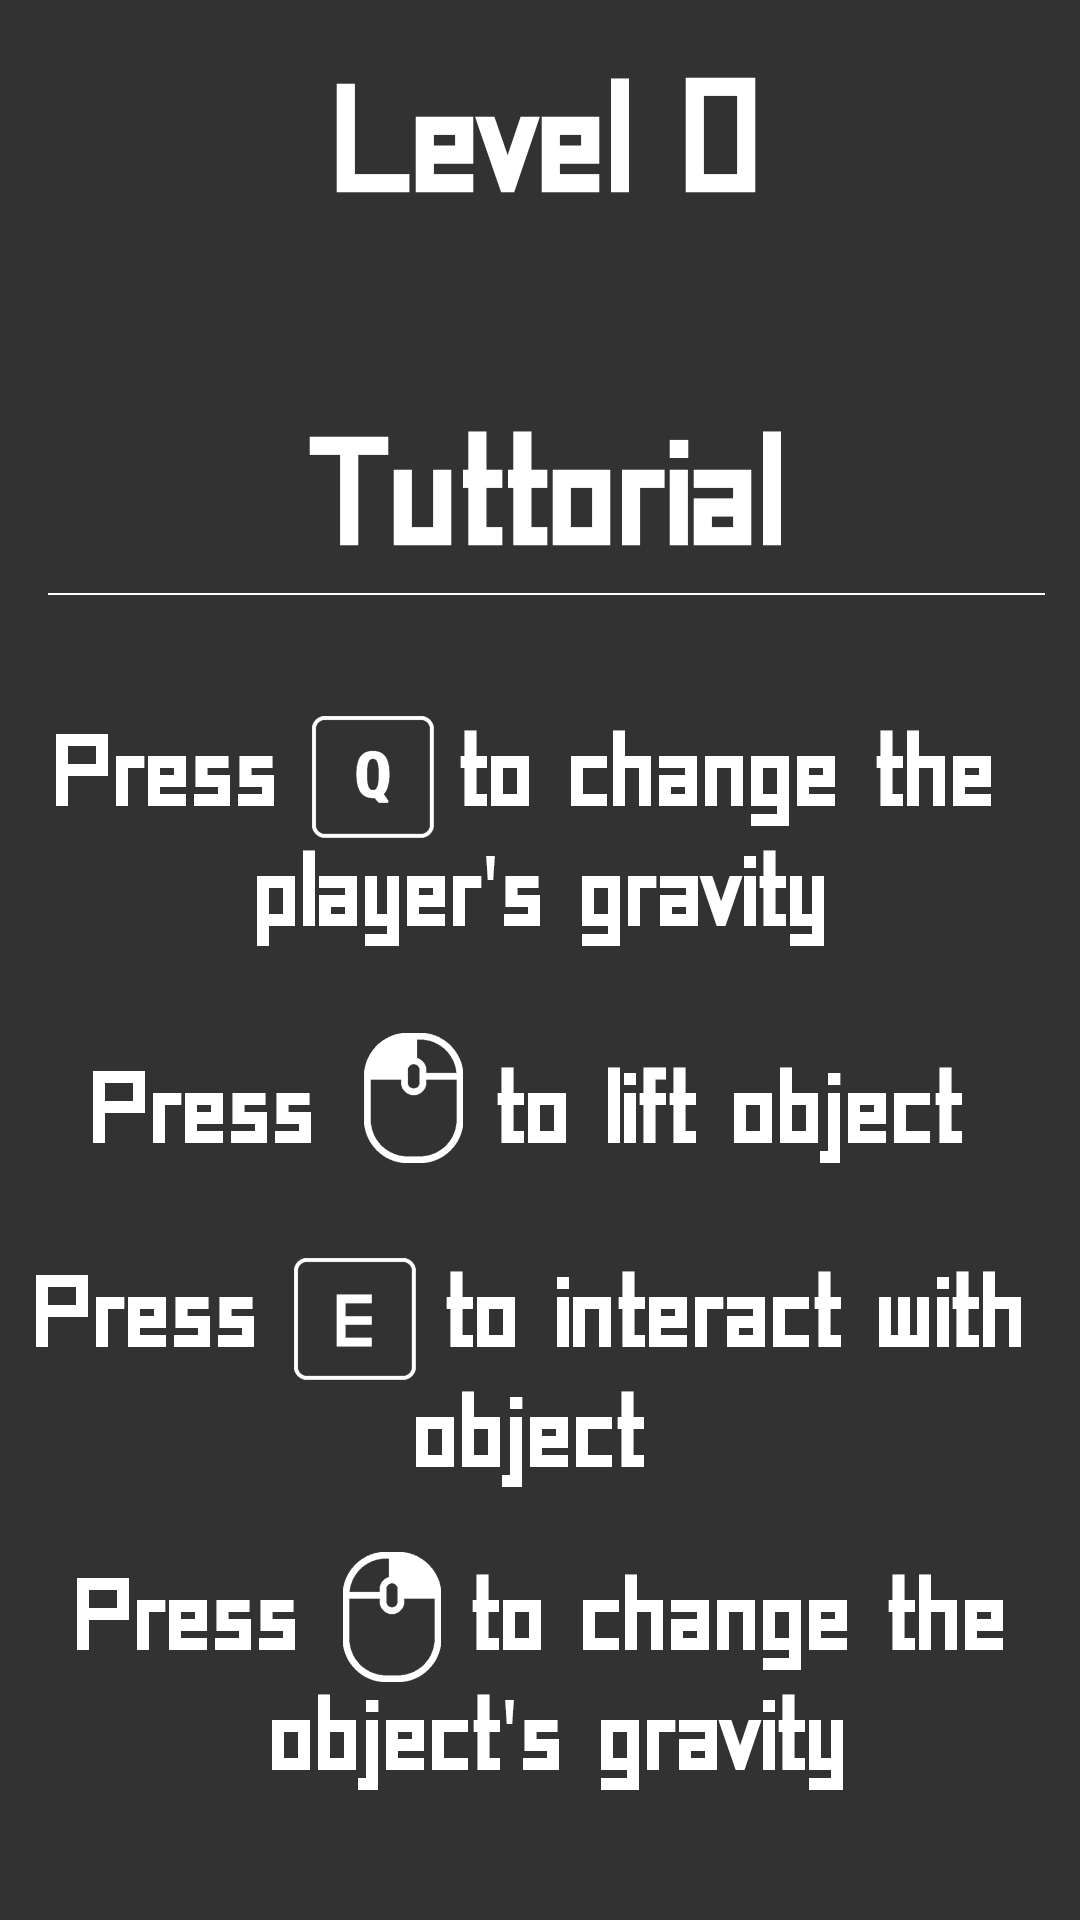 Level 0
Tuttorial
Press Q to change the
player's gravity
Press to lift object
Press E to interact with
object
Press to change the
object's gravity